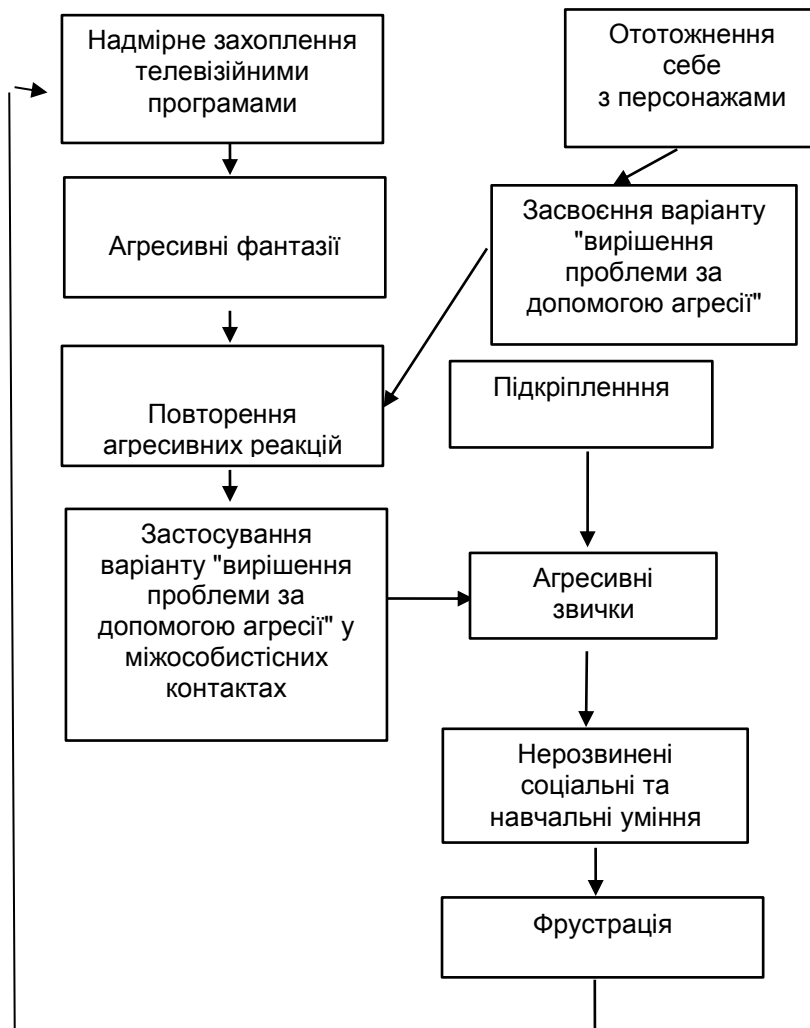 Надмірне захоплення
телевізійними
програмами
Ототожнення
себе
з персонажами
Агресивні фантазії
Засвоєння варіанту
"вирішення
проблеми за
допомогою агресії"
Повторення
агресивних реакцій
Підкріпленння
Застосування
варіанту "вирішення
проблеми за
допомогою агресії" у
міжособистісних
контактах
Агресивні
звички
Нерозвинені
соціальні та
навчальні уміння
Фрустрація